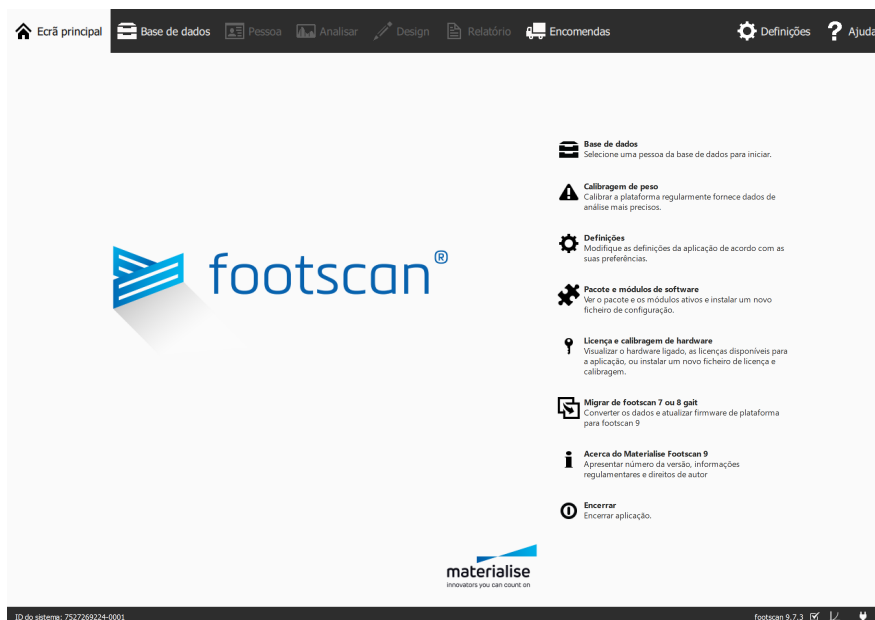 Ecrã principal Base de dados Pessoa Analisar Design Relatório Encomendas Definições Ajuda
Base de dados
Selecione uma pessoa da base de dados para iniciar.
Calibragem de peso
Calibrar a plataforma regularmente fornece dados de
análise mais precisos.
Definições
Modifique as definições da aplicação de acordo com as
suas preferências.
footscan®
Pacote e módulos de software
Ver o pacote e os módulos ativos e instalar um novo
ficheiro de configuração.
Licença e calibragem de hardware
Visualizar o hardware ligado, as licenças disponíveis para
a aplicação, ou instalar um novo ficheiro de licença e
calibragem.
Migrar de footscan 7 ou 8 gait
Converter os dados e atualizar firmware de plataforma
para footscan 9
Acerca do Materialise Footscan 9
Apresentar número da versão, informações
regulamentares e direitos de autor
Encerrar
Encerrar aplicação.
materialise
innovators you can count on
ID do sistema: 7527269224-0001 footscan 9.7.3